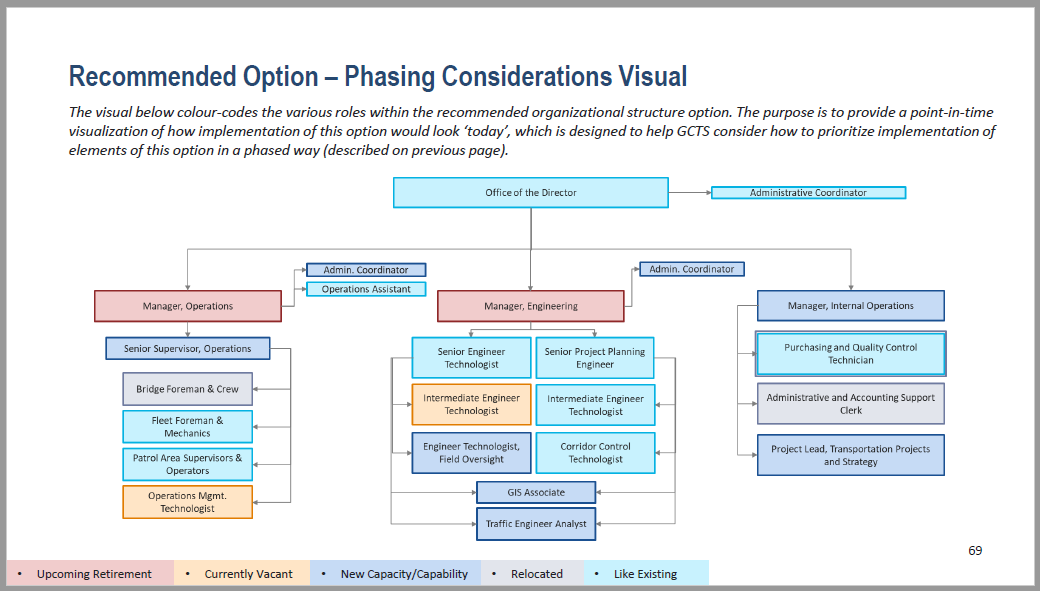 Recommended Option – Phasing Considerations Visual
The visual below colour-codes the various roles within the recommended organizational structure option. The purpose is to provide a point-in-time
visualization of how implementation of this option would look ‘today’, which is designed to help GCTS consider how to prioritize implementation of
elements of this option in a phased way (described on previous page).
Office of the Director
Administrative Coordinator
Admin. Coordinator
Operations Assistant
Manager, Operations
Senior Supervisor, Operations
Bridge Foreman & Crew
Fleet Foreman &
Mechanics
Patrol Area Supervisors &
Operators
Operations Mgmt.
Technologist
Admin. Coordinator
Manager, Engineering
Senior Engineer
Technologist
Senior Project Planning
Engineer
Intermediate Engineer
Technologist
Intermediate Engineer
Technologist
Engineer Technologist,
Field Oversight
Corridor Control
Technologist
GIS Associate
Traffic Engineer Analyst
Manager, Internal Operations
Purchasing and Quality Control
Technician
Administrative and Accounting Support
Clerk
Project Lead, Transportation Projects
and Strategy
69
• Upcoming Retirement
• Currently Vacant
• New Capacity/Capability
• Relocated
• Like Existing